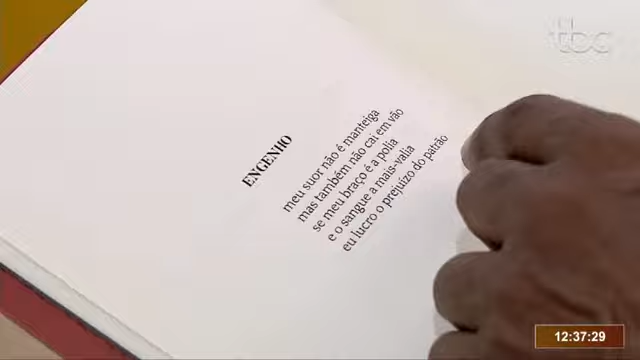 tbc
ENGENHO
meu suor não é manteiga
mas também não cai em vão
se meu braço é a polia
e o sangue a mais-valia
eu lucro o prejuízo do patrão
12:37:29